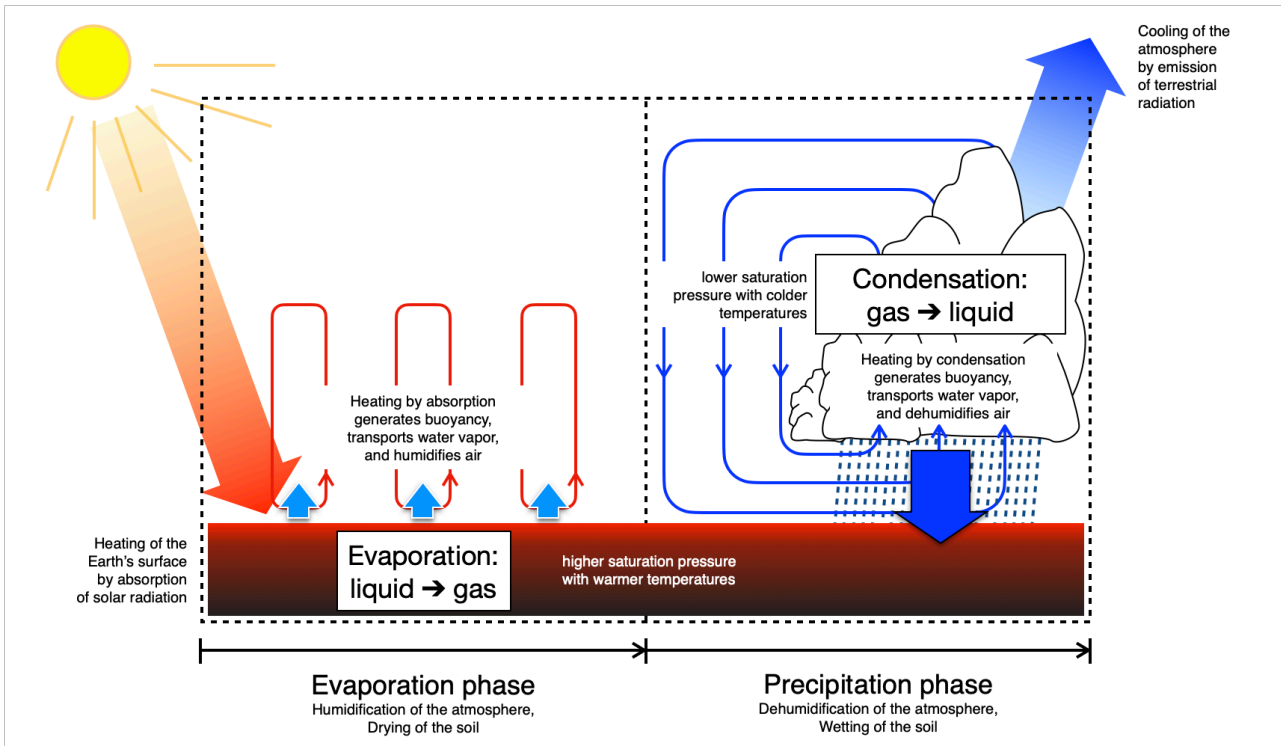 Cooling of the
atmosphere
by emission
of terrestrial
radiation
lower saturation
pressure with colder
temperatures
Condensation:
gas ➔ liquid
Heating by condensation
generates buoyancy,
transports water vapor,
and dehumidifies air
Heating by absorption
generates buoyancy,
transports water vapor,
and humidifies air
Heating of the
Earth’s surface
by absorption
of solar radiation
Evaporation:
liquid ➔ gas
higher saturation pressure
with warmer temperatures
Evaporation phase
Humidification of the atmosphere,
Drying of the soil
Precipitation phase
Dehumidification of the atmosphere,
Wetting of the soil